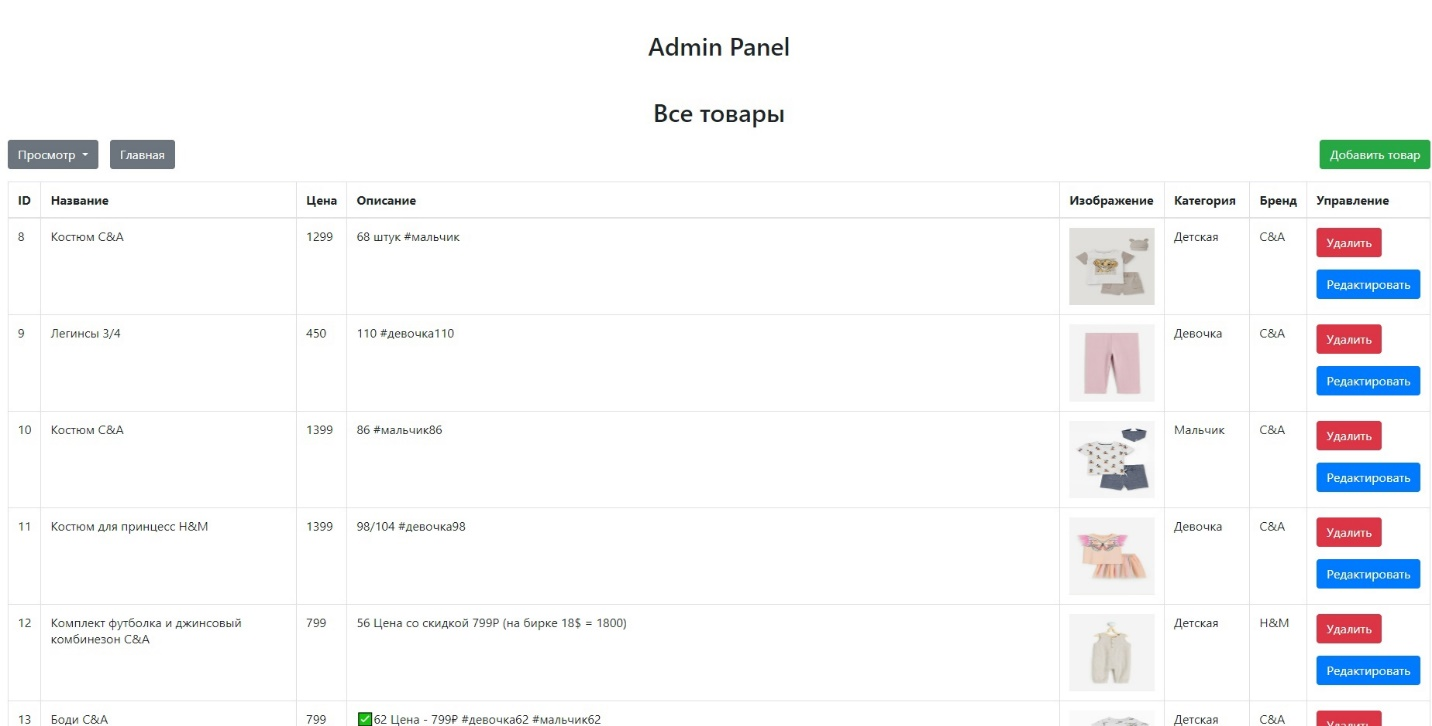 Admin Panel
Все товары
Просмотр Главная Добавить товар
ID Название Цена Описание Изображение Категория Бренд Управление
8 Костюм C&A 1299 68 штук #мальчик Детская C&A Удалить
Редактировать
9 Легинсы 3/4 450 110 #девочка110 Девочка C&A Удалить
Редактировать
10 Костюм C&A 1399 86 #мальчик86 Мальчик C&A Удалить
Редактировать
11 Костюм для принцесс H&M 1399 98/104 #девочка98 Девочка C&A Удалить
Редактировать
12 Комплект футболка и джинсовый 799 56 Цена со скидкой 799Р (на бирке 18$ = 1800) Детская H&M Удалить
комбинезон C&A
Редактировать
13 Боди C&A 799 ✅62 Цена - 799₽ #девочка62 #мальчик62 Детская C&A Удалить